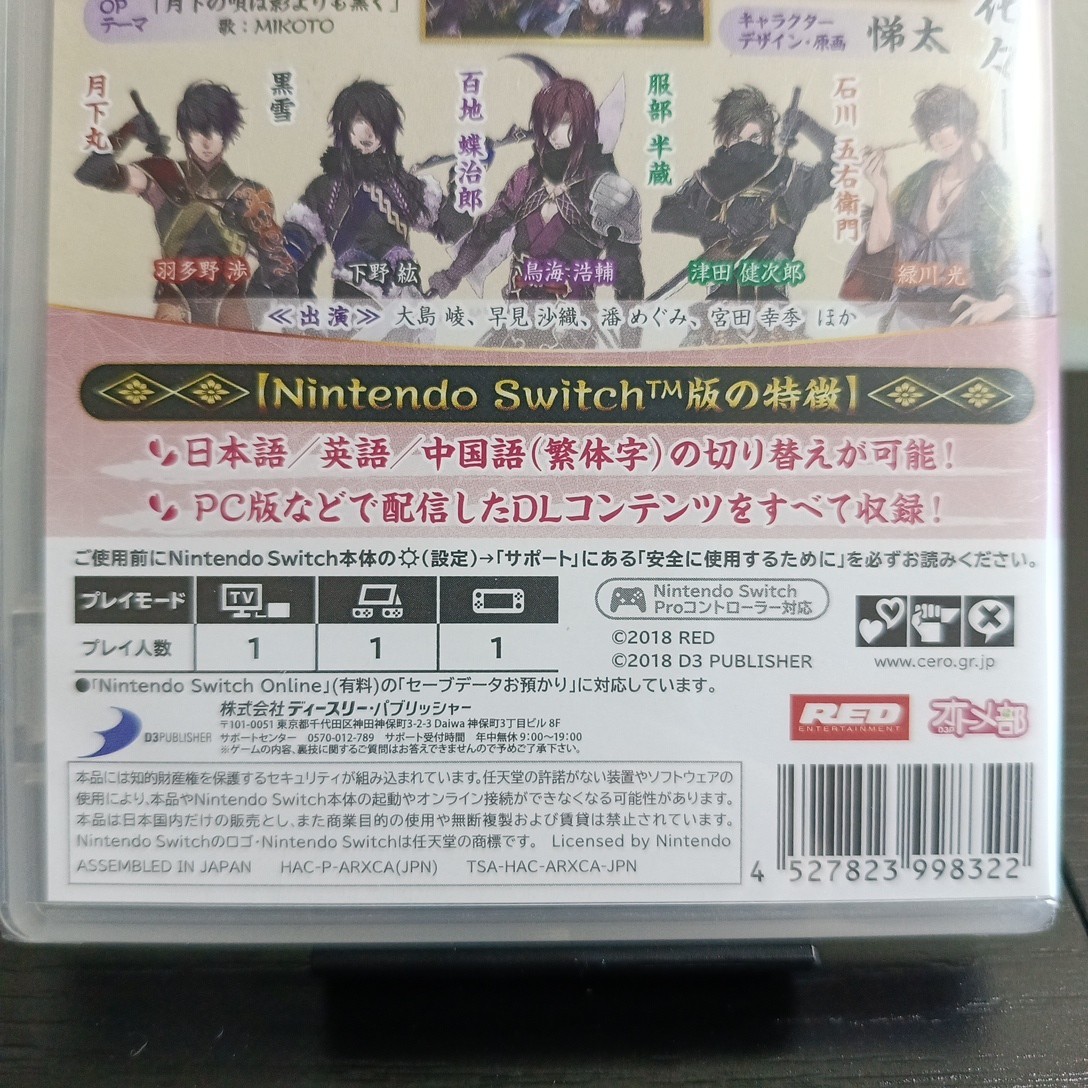 OP
テーマ
「月下の唄は影よりも黒く」
歌：MIKOTO
キャラクター
デザイン・原画
悌太
月下丸
黒雪
百地 蝶治郎
服部 半蔵
石川 五右衛門
羽多野 渉
下野 紘
鳥海 浩輔
津田 健次郎
緑川 光
≪出演≫ 大島 崚、早見 沙織、潘 めぐみ、宮田 幸季 ほか
【Nintendo Switch™版の特徴】
日本語／英語／中国語(繁体字)の切り替えが可能！
PC版などで配信したDLコンテンツをすべて収録！
ご使用前にNintendo Switch本体の(設定)→「サポート」にある「安全に使用するために」を必ずお読みください。
プレイモード TV
プレイ人数 1 1 1
Nintendo Switch
Proコントローラー対応
©2018 RED
©2018 D3 PUBLISHER
www.cero.gr.jp
●「Nintendo Switch Online」(有料)の「セーブデータお預かり」に対応しています。
D3PUBLISHER
株式会社 ディースリー・パブリッシャー
〒101-0051 東京都千代田区神田神保町3-2-3 Daiwa 神保町3丁目ビル 8F
サポートセンター 0570-012-789 サポート受付時間 年中無休 9:00～19:00
※ゲームの内容、裏技に関するご質問はお答えできませんので予めご了承下さい。
RED
ENTERTAINMENT
オトメ部
D3P
本品には知的財産権を保護するセキュリティが組み込まれています。任天堂の許諾がない装置やソフトウェアの
使用により、本品やNintendo Switch本体の起動やオンライン接続ができなくなる可能性があります。
本品は日本国内だけの販売とし、また商業目的の使用や無断複製および賃貸は禁止されています。
Nintendo Switchのロゴ・Nintendo Switchは任天堂の商標です。 Licensed by Nintendo
ASSEMBLED IN JAPAN HAC-P-ARXCA(JPN) TSA-HAC-ARXCA-JPN
4 527823 998322